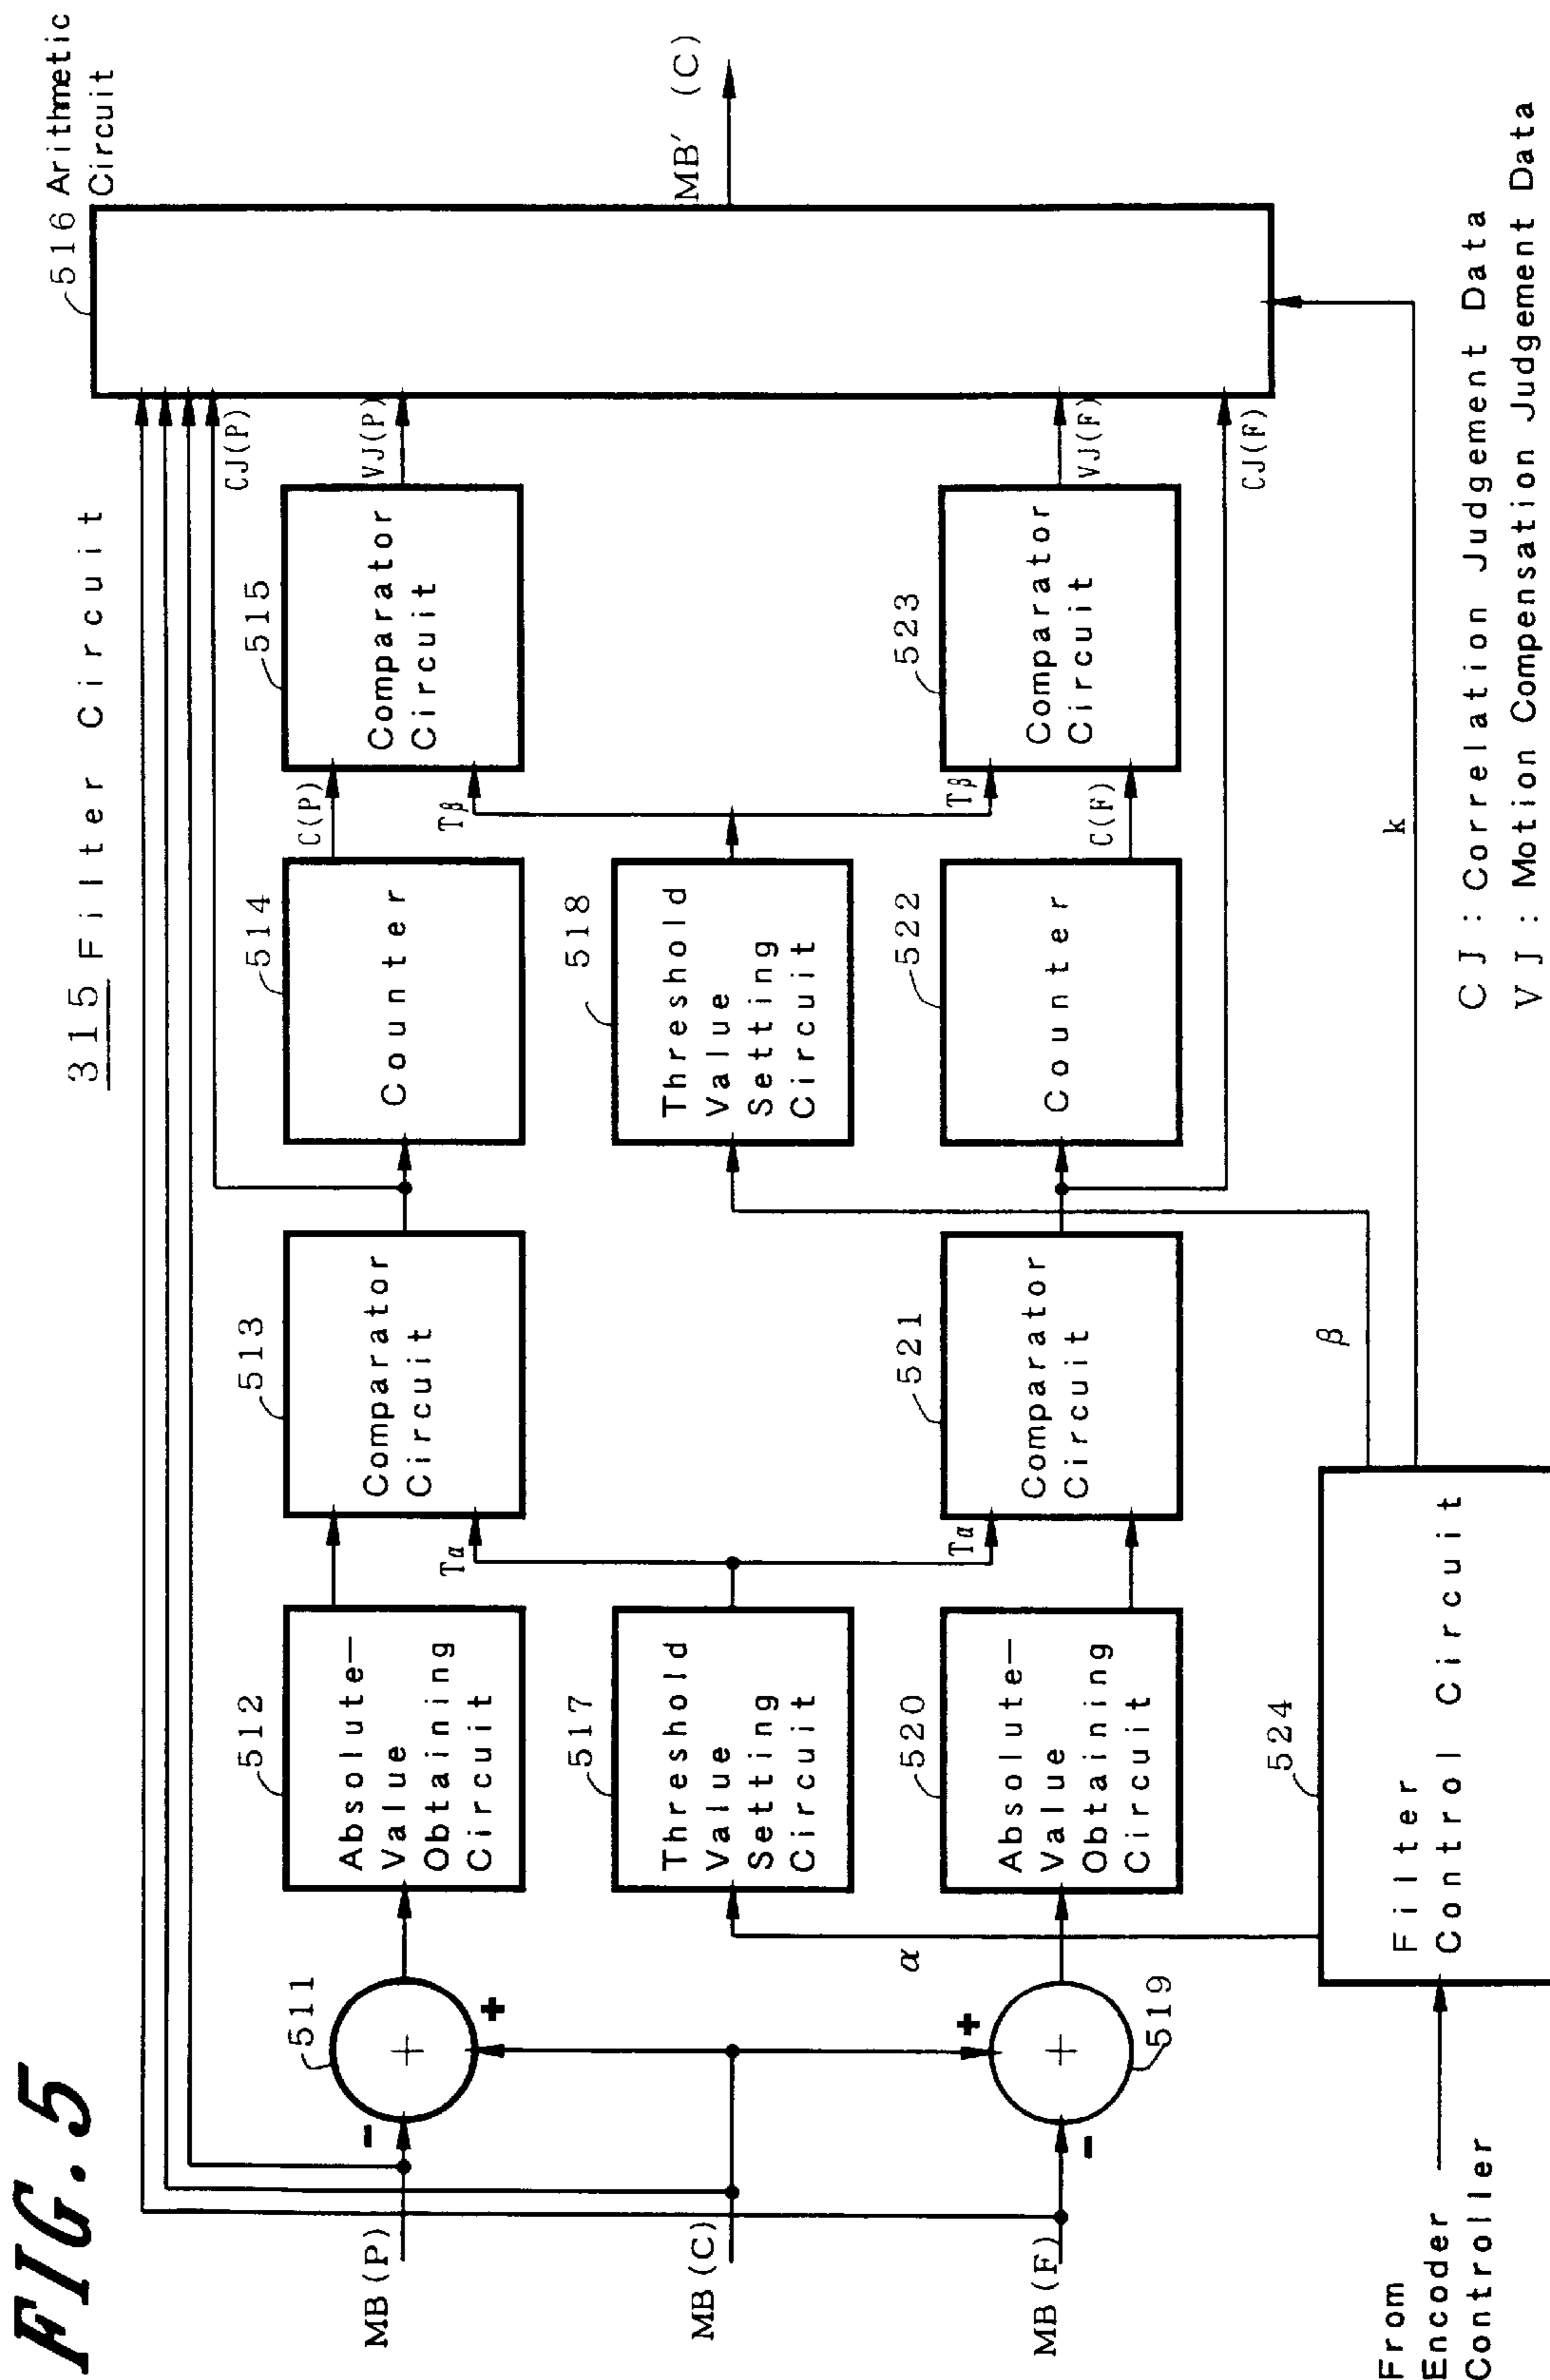 FIG.5
315 Filter Circuit
516 Arithmetic
Circuit
MB(P)
MB(C)
MB(F)
From
Encoder
Controller
511
-
+
+
512
Absolute-
Value
Obtaining
Circuit
Tα
513
Comparator
Circuit
514
Counter
C(P)
Tβ
515
Comparator
Circuit
CJ(P)
VJ(P)
517
Threshold
Value
Setting
Circuit
518
Threshold
Value
Setting
Circuit
MB′ (C)
519
+
-
+
α
520
Absolute-
Value
Obtaining
Circuit
Tα
521
Comparator
Circuit
522
Counter
Tβ
C(F)
523
Comparator
Circuit
VJ(F)
CJ(F)
524
Filter
Control Circuit
β
k
CJ : Correlation Judgement Data
VJ : Motion Compensation Judgement Data